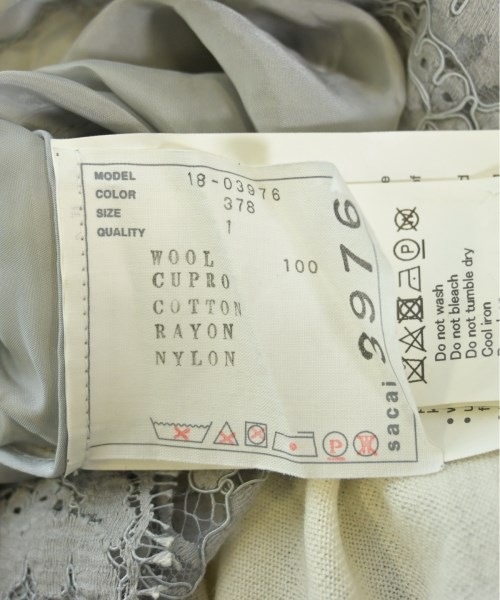 MODEL 18-03976
COLOR 378
SIZE 1
QUALITY
WOOL 100
CUPRO
COTTON
RAYON
NYLON
P
W
sacai 3976
P
W
Do not wash
Do not bleach
Do not tumble dry
Cool iron